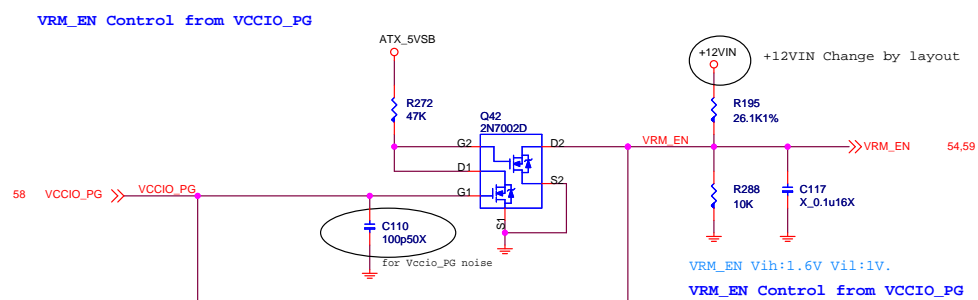 VRM_EN Control from VCCIO_PG
ATX_5VSB
+12VIN
+12VIN Change by layout
R272
47K
Q42
2N7002D
R195
26.1K1%
G2
D2
VRM_EN
VRM_EN
54,59
D1
S2
58
VCCIO_PG
VCCIO_PG
G1
S1
R288
10K
C117
X_0.1u16X
C110
100p50X
for Vccio_PG noise
VRM_EN Vih:1.6V Vil:1V.
VRM_EN Control from VCCIO_PG